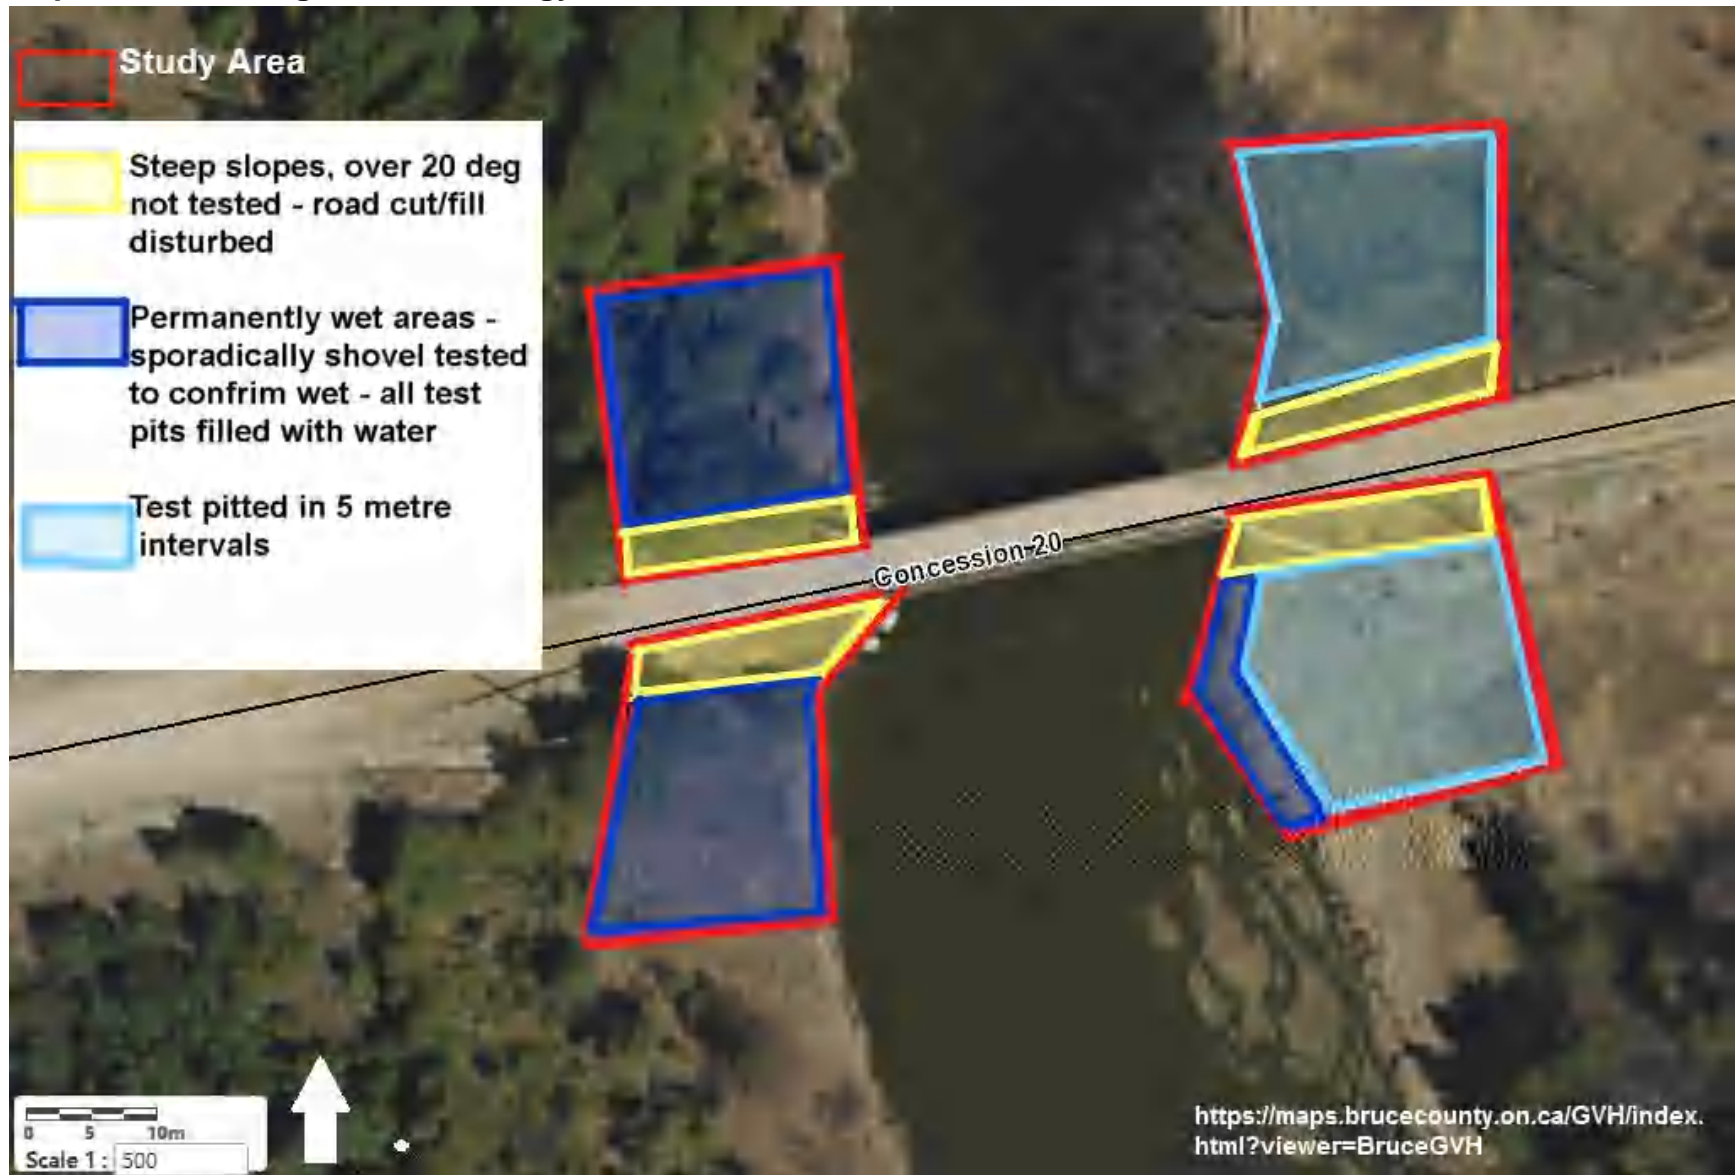 Study Area
Steep slopes, over 20 deg
not tested - road cut/fill
disturbed
Permanently wet areas -
sporadically shovel tested
to confrim wet - all test
pits filled with water
Test pitted in 5 metre
intervals
Concession 20
0 5 10m
Scale 1 : 500
https://maps.brucecounty.on.ca/GVH/index.
html?viewer=BruceGVH